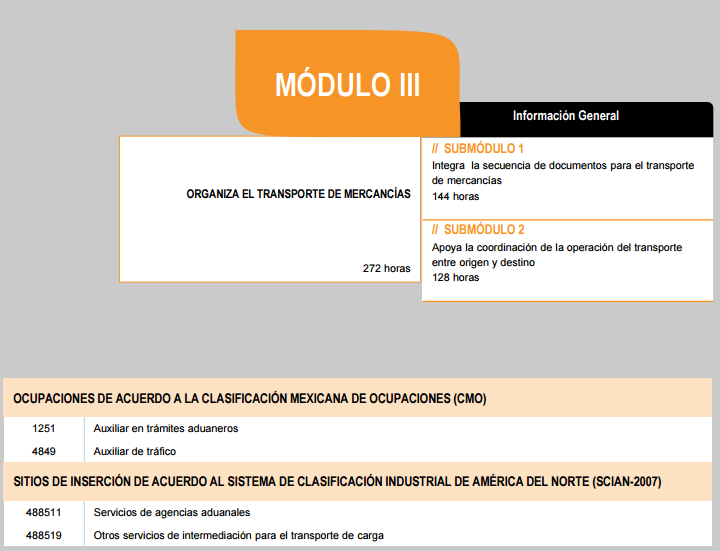 MÓDULO III
Información General
ORGANIZA EL TRANSPORTE DE MERCANCÍAS
272 horas
// SUBMÓDULO 1
Integra la secuencia de documentos para el transporte
de mercancías
144 horas
// SUBMÓDULO 2
Apoya la coordinación de la operación del transporte
entre origen y destino
128 horas
OCUPACIONES DE ACUERDO A LA CLASIFICACIÓN MEXICANA DE OCUPACIONES (CMO)
1251 Auxiliar en trámites aduaneros
4849 Auxiliar de tráfico
SITIOS DE INSERCIÓN DE ACUERDO AL SISTEMA DE CLASIFICACIÓN INDUSTRIAL DE AMÉRICA DEL NORTE (SCIAN-2007)
488511 Servicios de agencias aduanales
488519 Otros servicios de intermediación para el transporte de carga